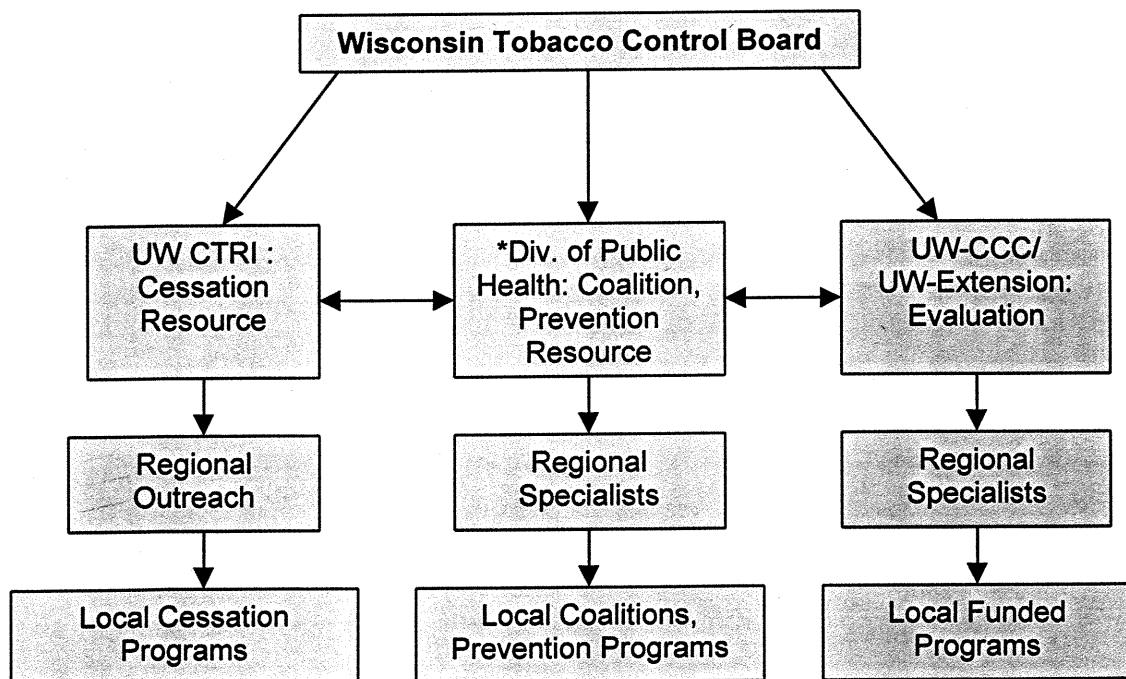 Wisconsin Tobacco Control Board
UW CTRI :
Cessation
Resource
*Div. of Public
Health: Coalition,
Prevention
Resource
UW-CCC/
UW-Extension:
Evaluation
Regional
Outreach
Regional
Specialists
Regional
Specialists
Local Cessation
Programs
Local Coalitions,
Prevention Programs
Local Funded
Programs